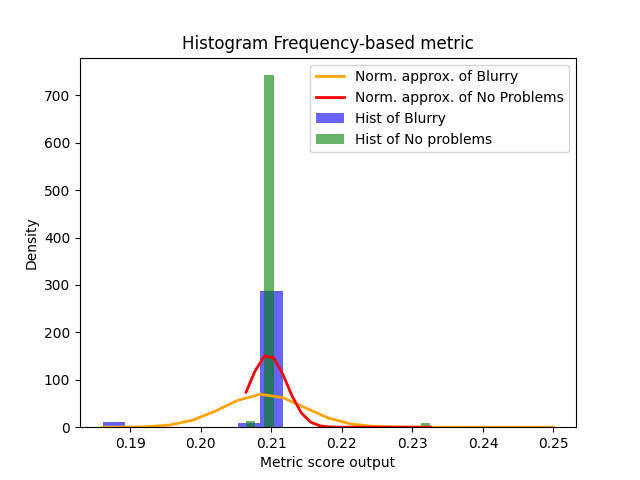 Histogram Frequency-based metric
Norm. approx. of Blurry
Norm. approx. of No Problems
Hist of Blurry
Hist of No problems
700
600
500
400
300
200
100
0
Density
0.19 0.20 0.21 0.22 0.23 0.24 0.25
Metric score output